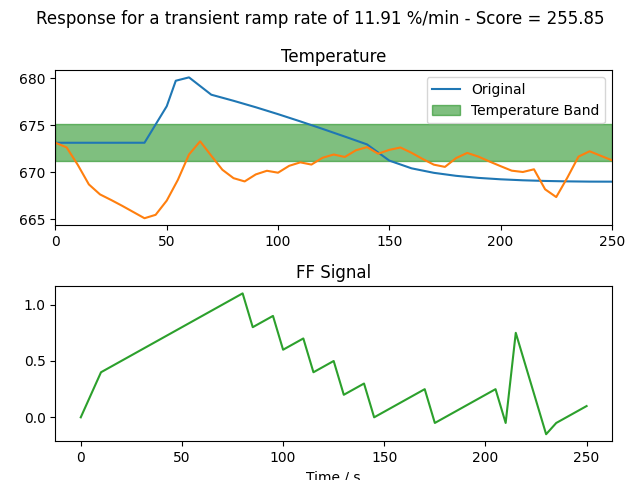 Response for a transient ramp rate of 11.91 %/min - Score = 255.85
Temperature
680
675
670
665
Original
Temperature Band
0 50 100 150 200 250
FF Signal
1.0
0.5
0.0
0 50 100 150 200 250
Time / s